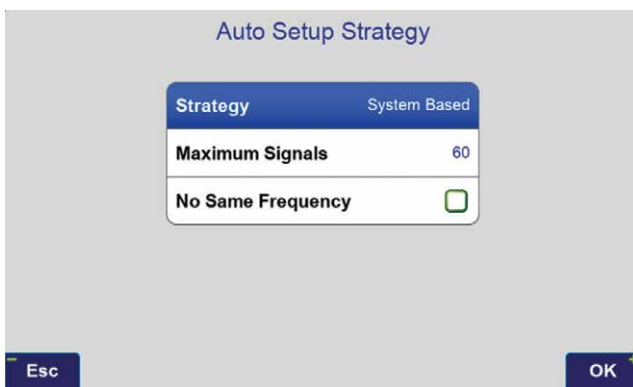 Auto Setup Strategy
Strategy System Based
Maximum Signals 60
No Same Frequency
Esc OK